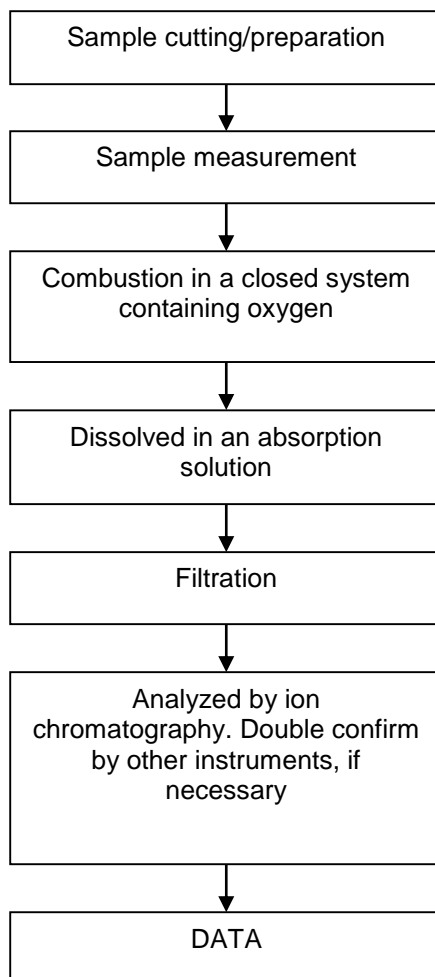 Sample cutting/preparation
Sample measurement
Combustion in a closed system
containing oxygen
Dissolved in an absorption
solution
Filtration
Analyzed by ion
chromatography. Double confirm
by other instruments, if
necessary
DATA